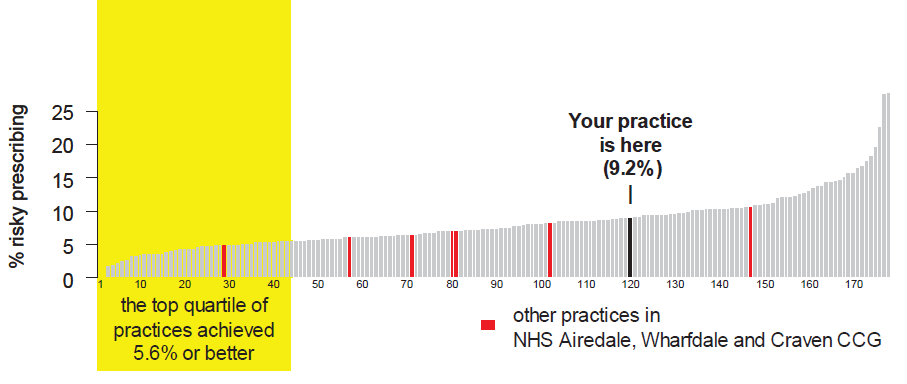 % risky prescribing
25
20
15
10
5
0
Your practice
is here
(9.2%)
1 10 20 30 40 50 60 70 80 90 100 110 120 130 140 150 160 170
the top quartile of
practices achieved
5.6% or better
other practices in
NHS Airedale, Wharfdale and Craven CCG